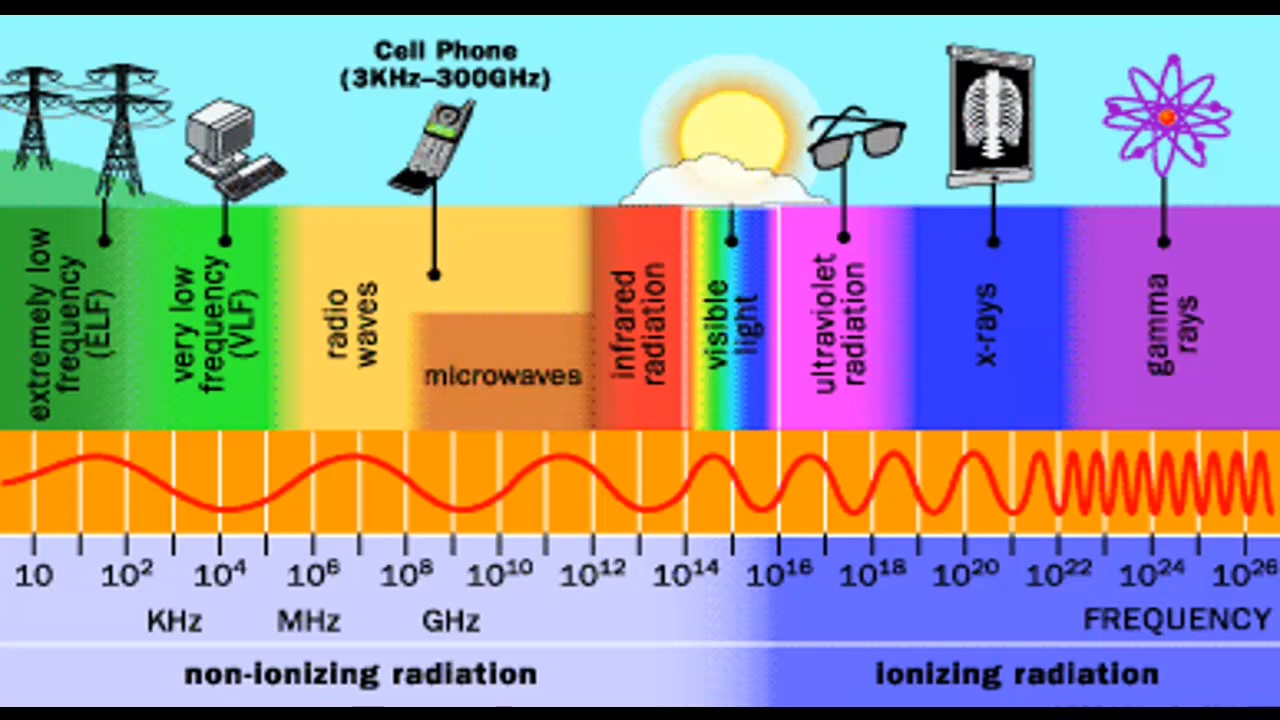 Cell Phone
(3KHz–300GHz)
extremely low
frequency
(ELF)
very low
frequency
(VLF)
radio
waves
microwaves
infrared
radiation
visible
light
ultraviolet
radiation
x-rays
gamma
rays
10 10² 10⁴ 10⁶ 10⁸ 10¹⁰ 10¹² 10¹⁴ 10¹⁶ 10¹⁸ 10²⁰ 10²² 10²⁴ 10²⁶
KHz MHz GHz FREQUENCY
non-ionizing radiation ionizing radiation